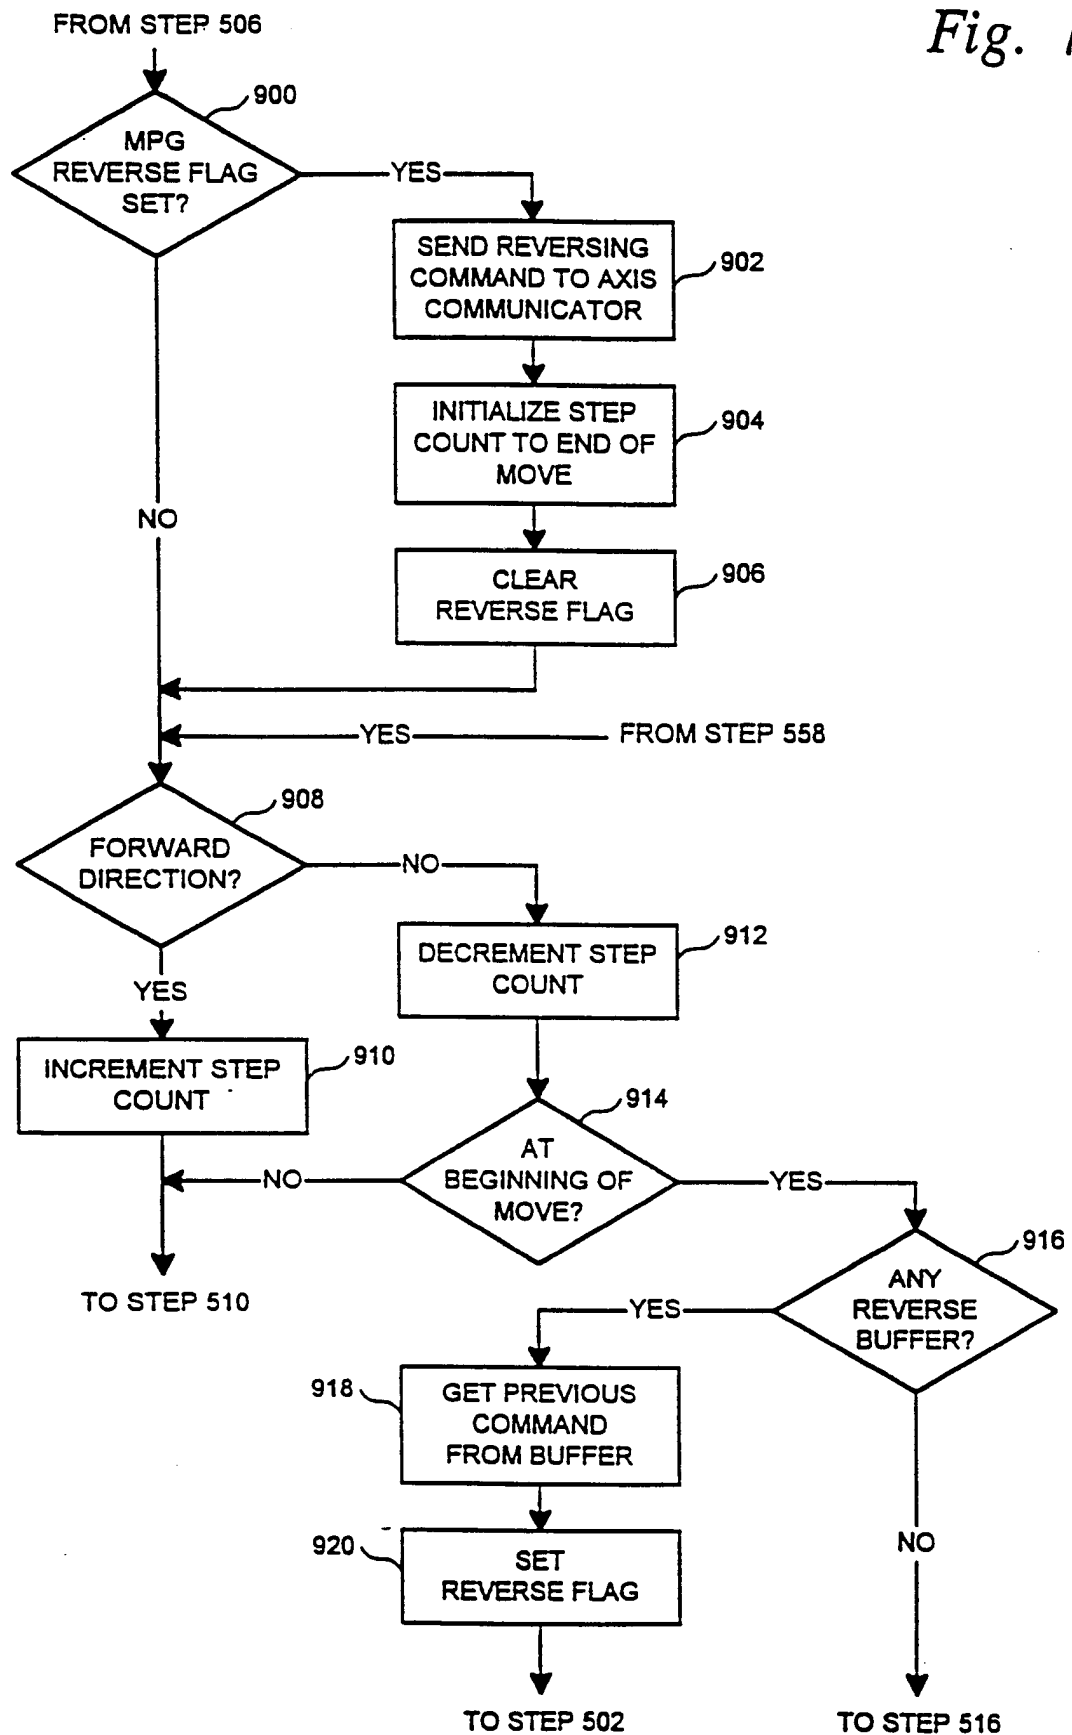 FROM STEP 506
Fig.
900
MPG
REVERSE FLAG
SET?
YES
SEND REVERSING
COMMAND TO AXIS
COMMUNICATOR
902
INITIALIZE STEP
COUNT TO END OF
MOVE
904
NO
CLEAR
REVERSE FLAG
906
YES
FROM STEP 558
908
FORWARD
DIRECTION?
NO
DECREMENT STEP
COUNT
912
YES
INCREMENT STEP
COUNT
910
914
AT
BEGINNING OF
MOVE?
NO
YES
TO STEP 510
916
ANY
REVERSE
BUFFER?
YES
918
GET PREVIOUS
COMMAND
FROM BUFFER
NO
920
SET
REVERSE FLAG
TO STEP 502
TO STEP 516